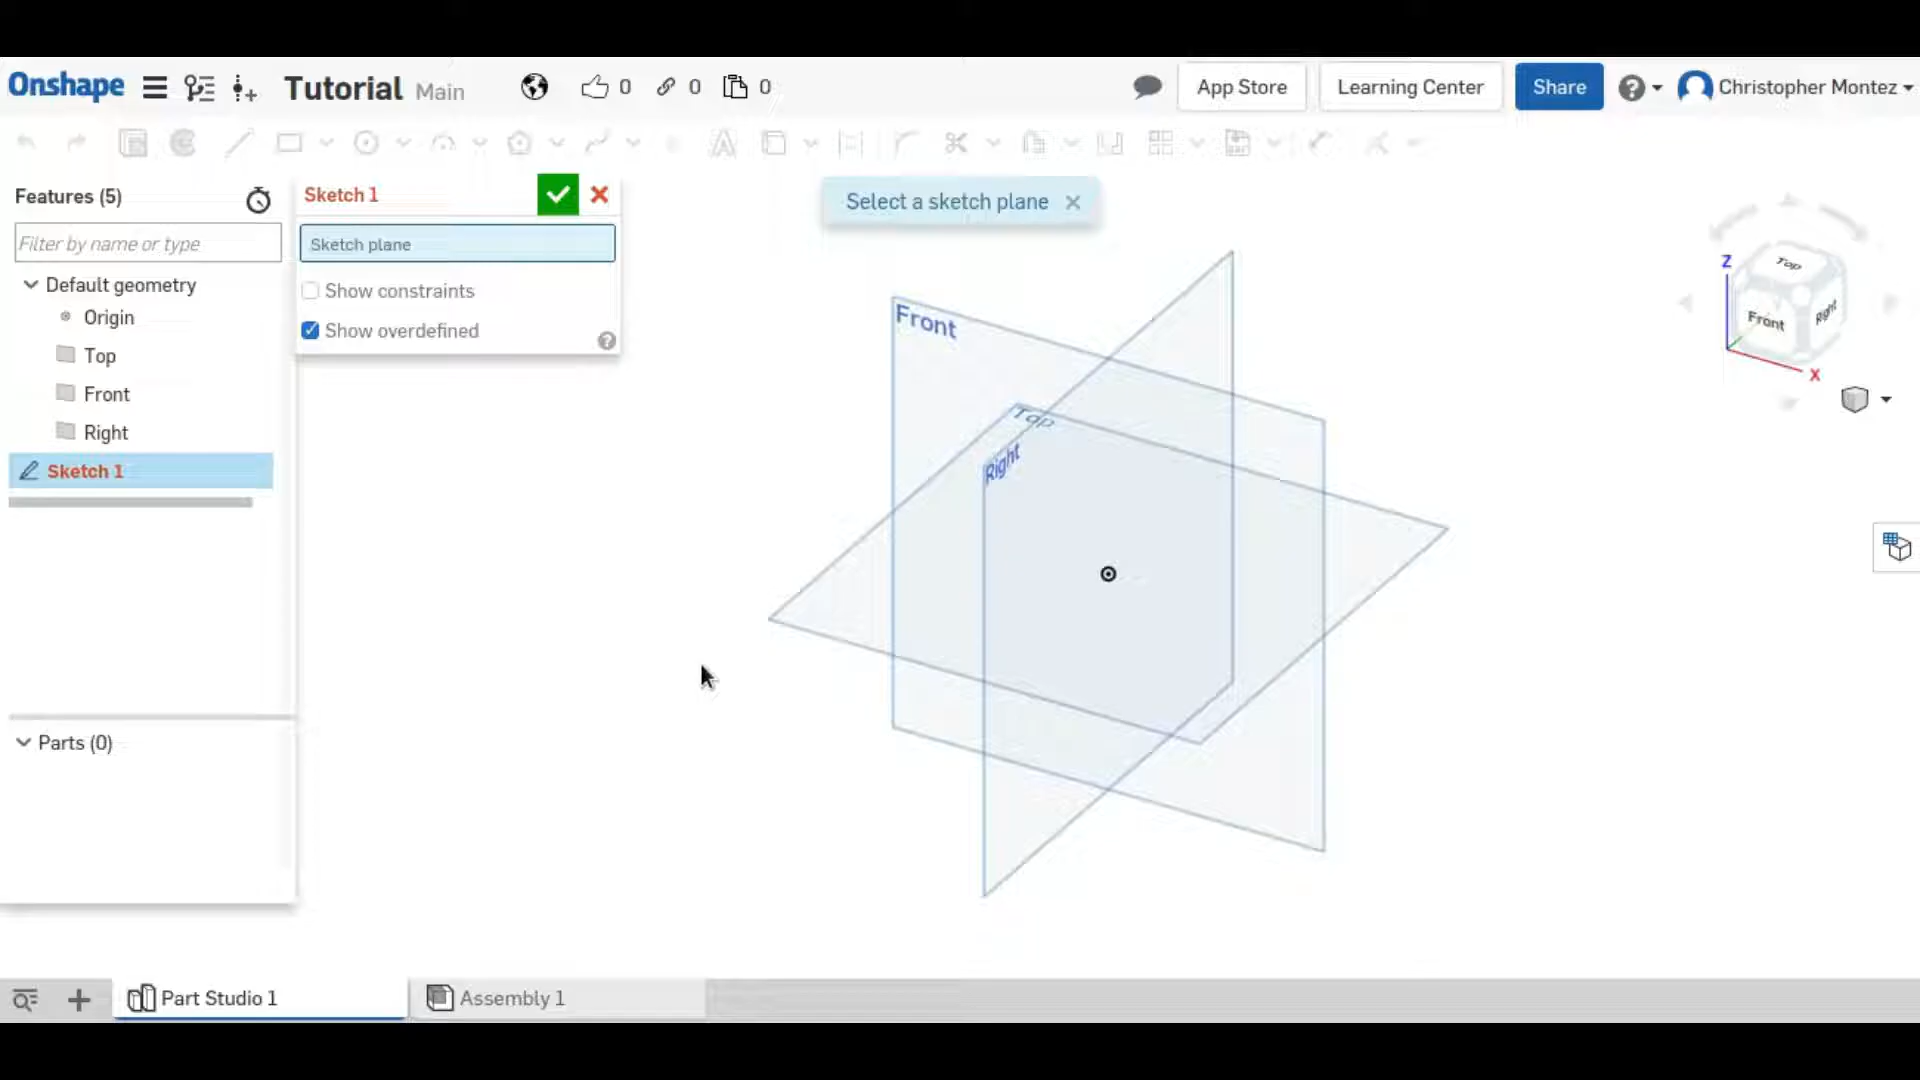 Onshape
Tutorial Main
0
0
0
App Store
Learning Center
Share
Christopher Montez
Features (5)
Filter by name or type
Default geometry
Origin
Top
Front
Right
Sketch 1
Parts (0)
Sketch 1
Sketch plane
Show constraints
Show overdefined
Select a sketch plane
Front
Top
Right
Z
Top
Front
Right
X
Part Studio 1
Assembly 1